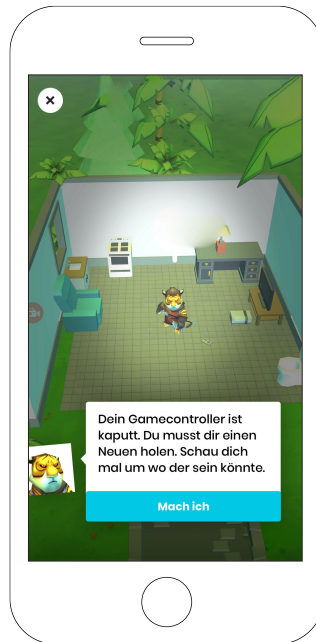 Dein Gamecontroller ist
kaputt. Du musst dir einen
Neuen holen. Schau dich
mal um wo der sein könnte.
Mach ich